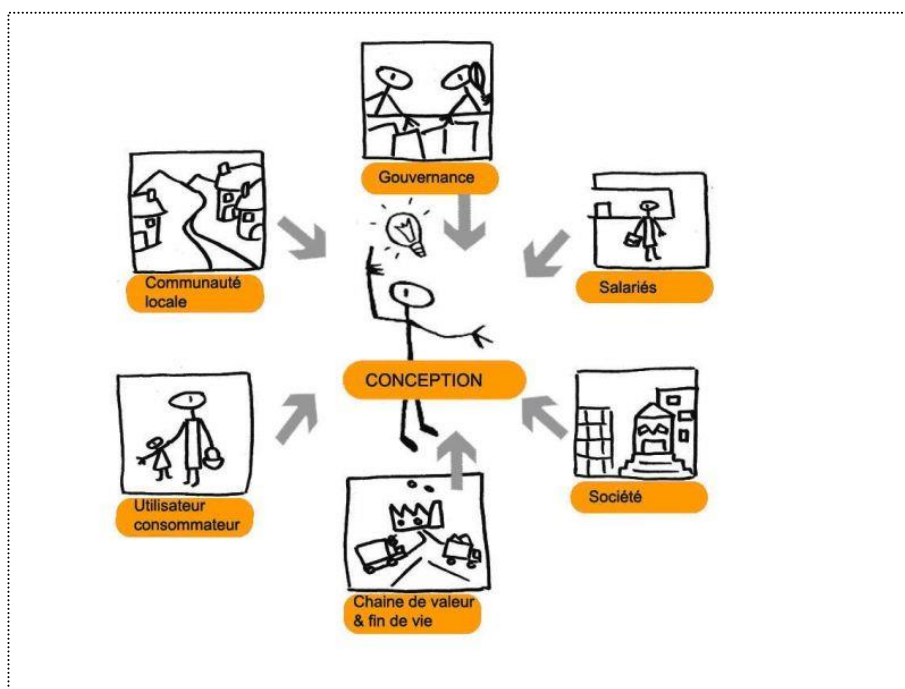 Gouvernance
Communauté
locale
Salariés
CONCEPTION
Utilisateur
consommateur
Société
Chaine de valeur
& fin de vie